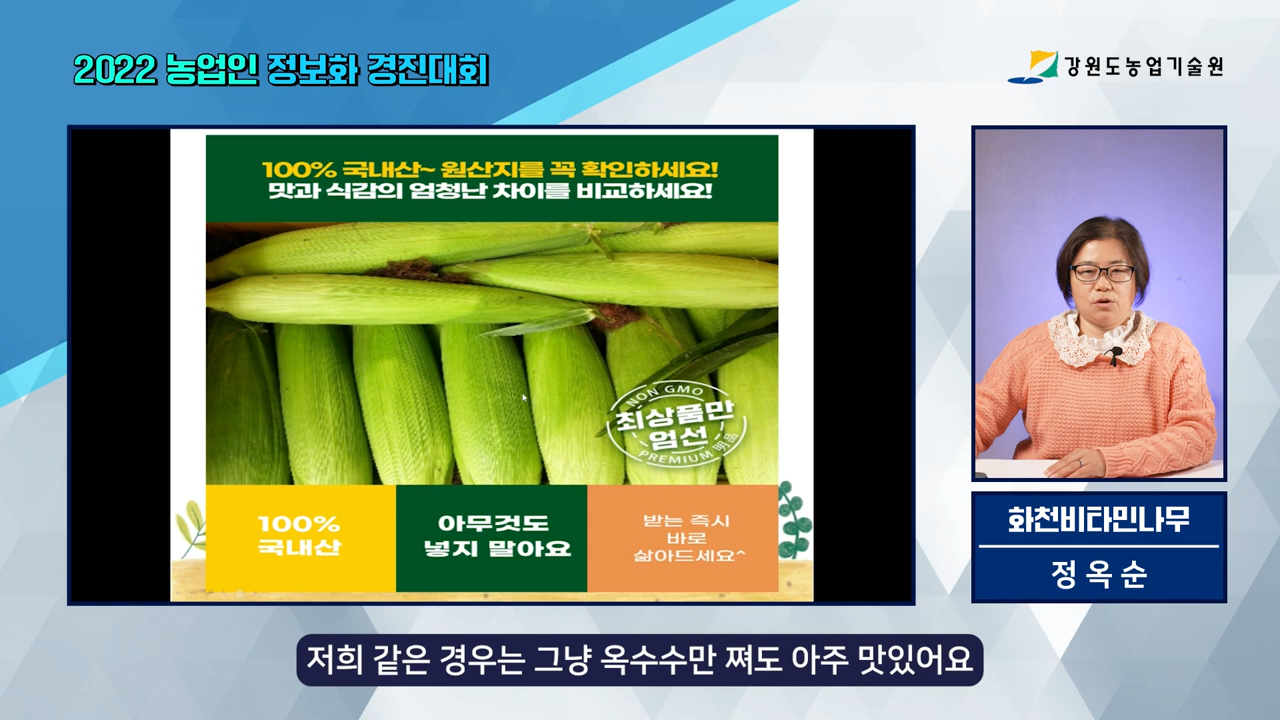 2022 농업인 정보화 경진대회
강원도농업기술원
100% 국내산~ 원산지를 꼭 확인하세요!
맛과 식감의 엄청난 차이를 비교하세요!
NON GMO
최상품만
엄선
PREMIUM 명품
100%
국내산
아무것도
넣지 말아요
받는 즉시
바로
삶아드세요^
화천비타민나무
정옥순
저희 같은 경우는 그냥 옥수수만 쪄도 아주 맛있어요